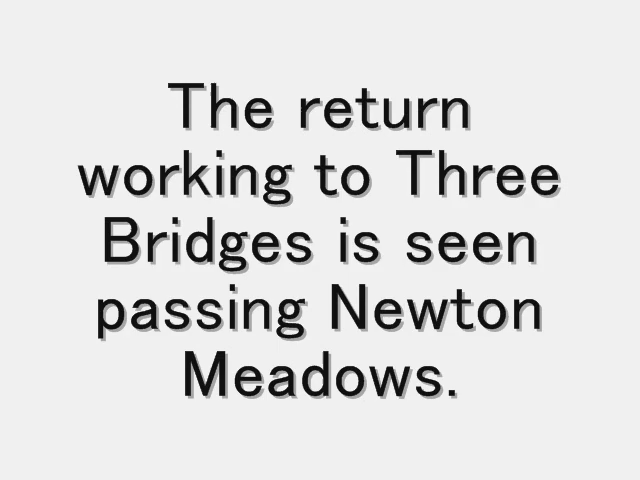 The return
working to Three
Bridges is seen
passing Newton
Meadows.